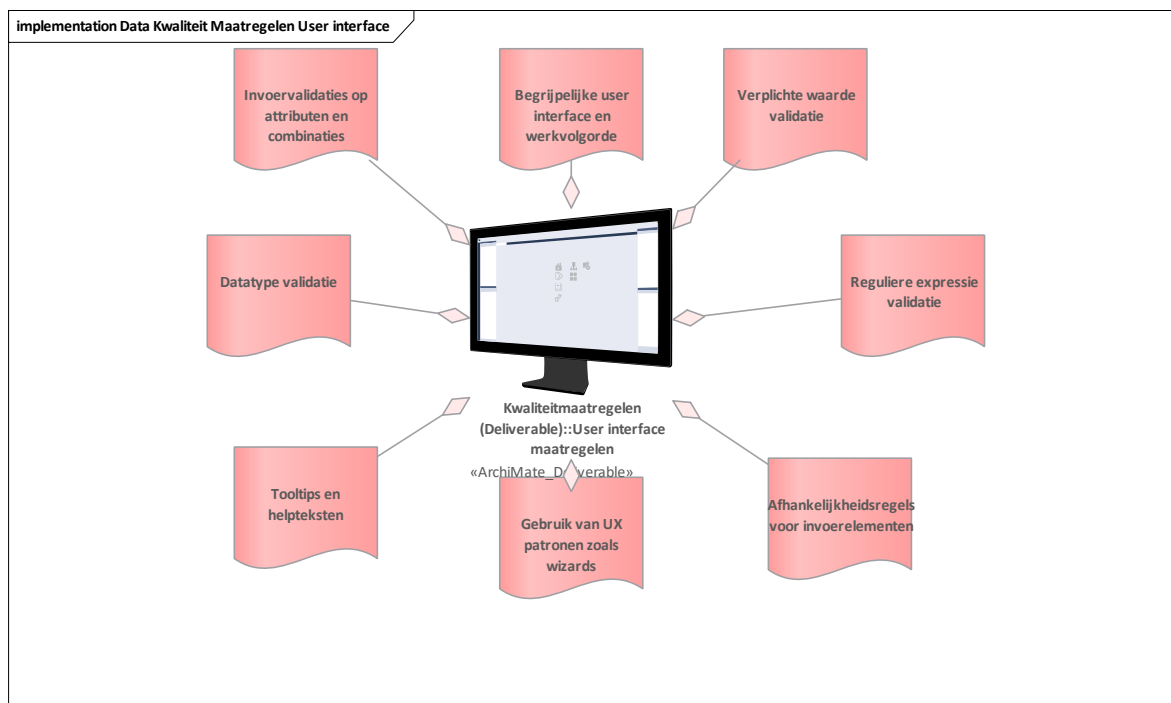 implementation Data Kwaliteit Maatregelen User interface
Invoervalidaties op
attributen en
combinaties
Begrijpelijke user
interface en
werkvolgorde
Verplichte waarde
validatie
Datatype validatie
Reguliere expressie
validatie
Kwaliteitmaatregelen
(Deliverable)::User interface
maatregelen
«ArchiMate_Deliverable»
Tooltips en
helpteksten
Gebruik van UX
patronen zoals
wizards
Afhankelijkheidsregels
voor invoerelementen